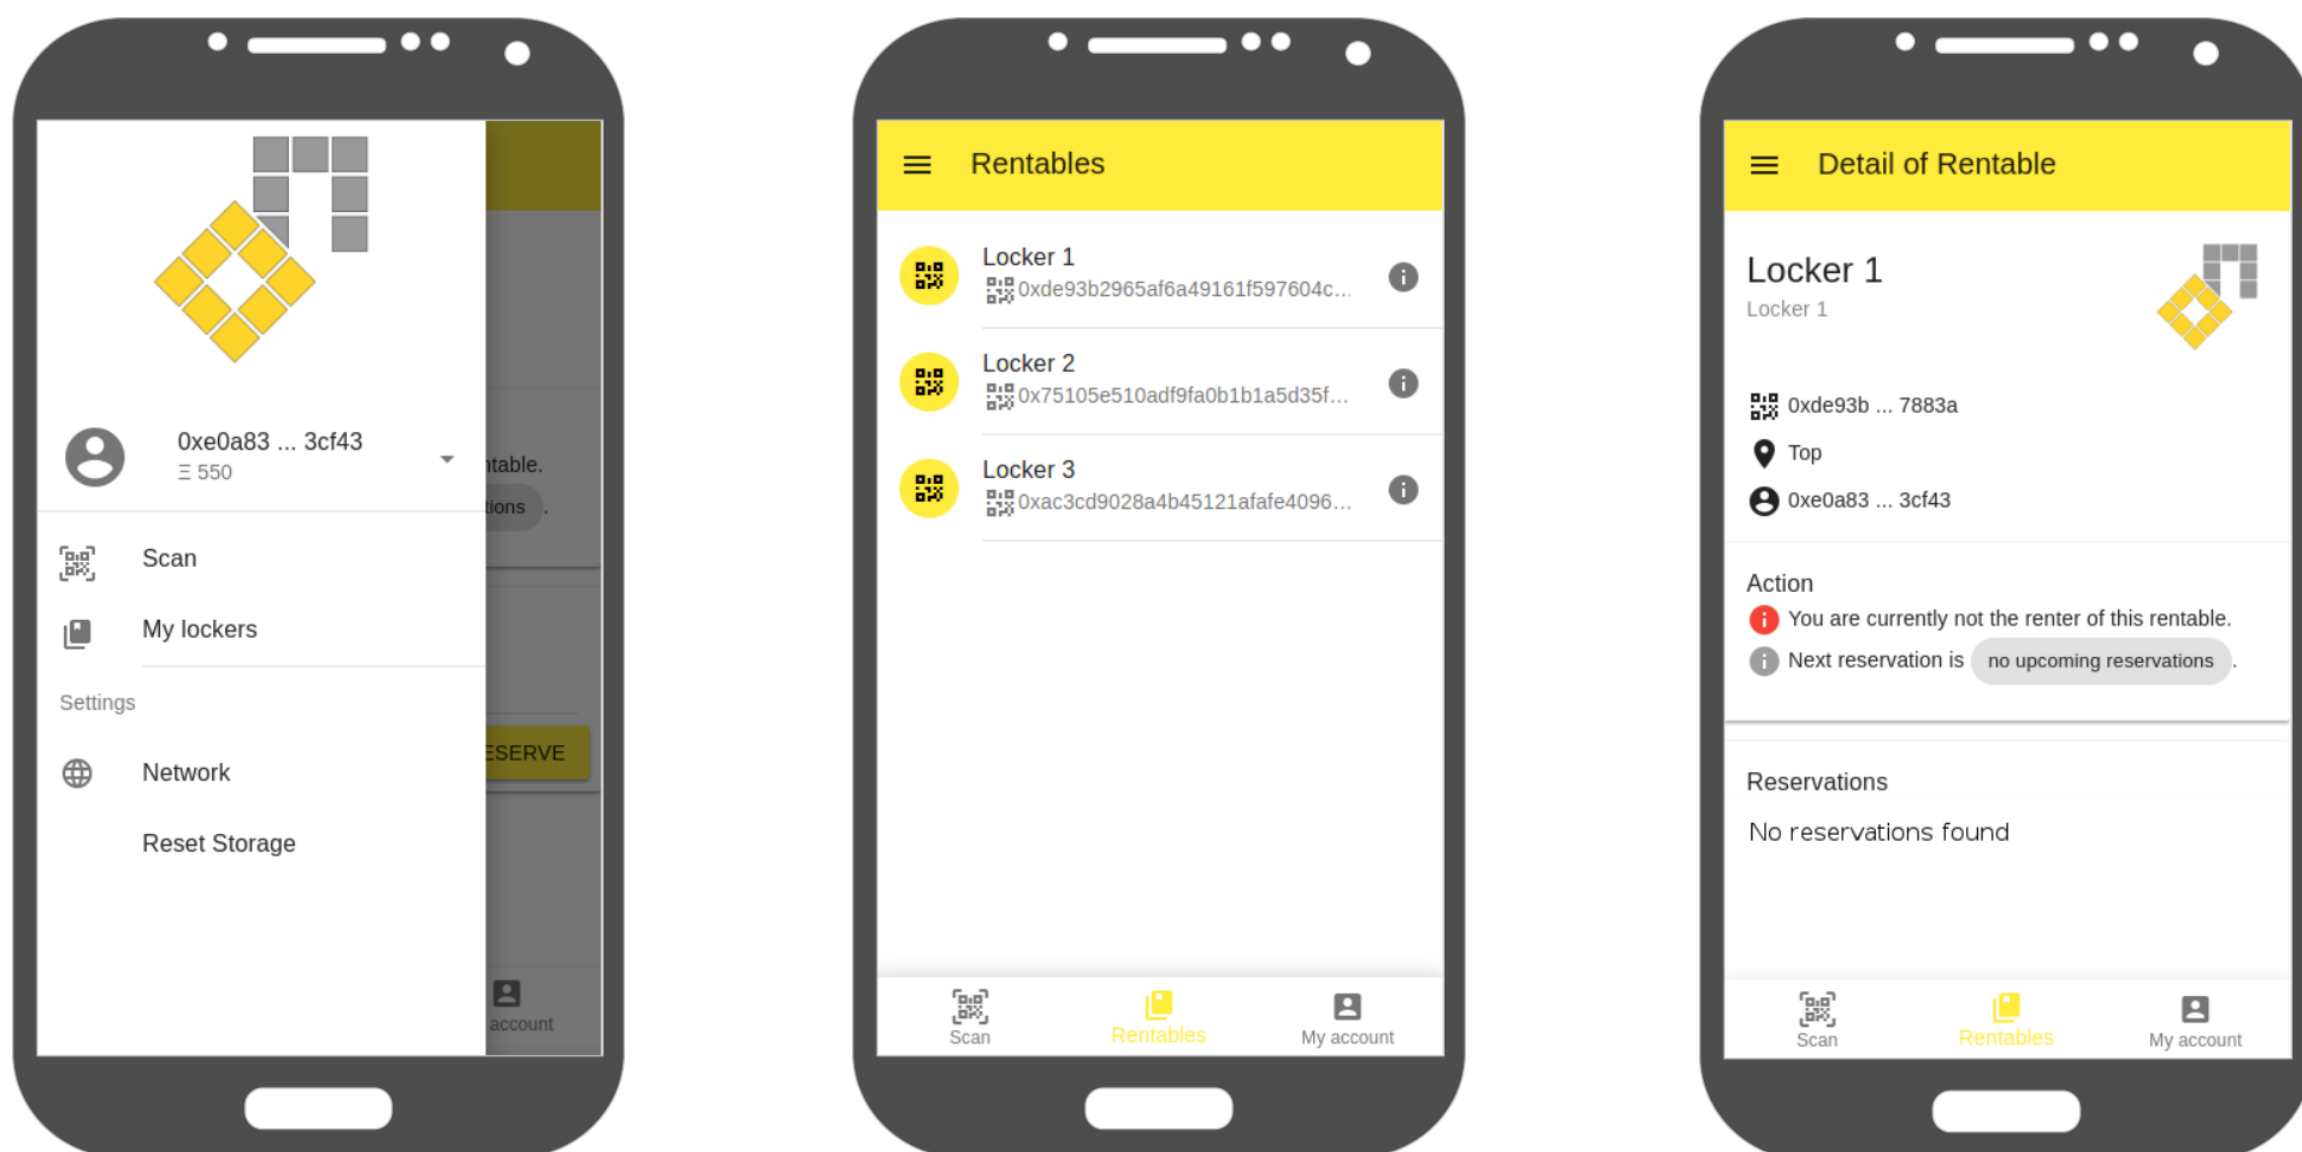 0xe0a83 ... 3cf43
Ξ 550
Scan
My lockers
Settings
Network
Reset Storage
ntable.
tions .
ESERVE
account
Rentables
Locker 1
0xde93b2965af6a49161f597604c...
Locker 2
0x75105e510adf9fa0b1b1a5d35f...
Locker 3
0xac3cd9028a4b45121afafe4096...
Scan
Rentables
My account
Detail of Rentable
Locker 1
Locker 1
0xde93b ... 7883a
Top
0xe0a83 ... 3cf43
Action
You are currently not the renter of this rentable.
Next reservation is no upcoming reservations .
Reservations
No reservations found
Scan
Rentables
My account